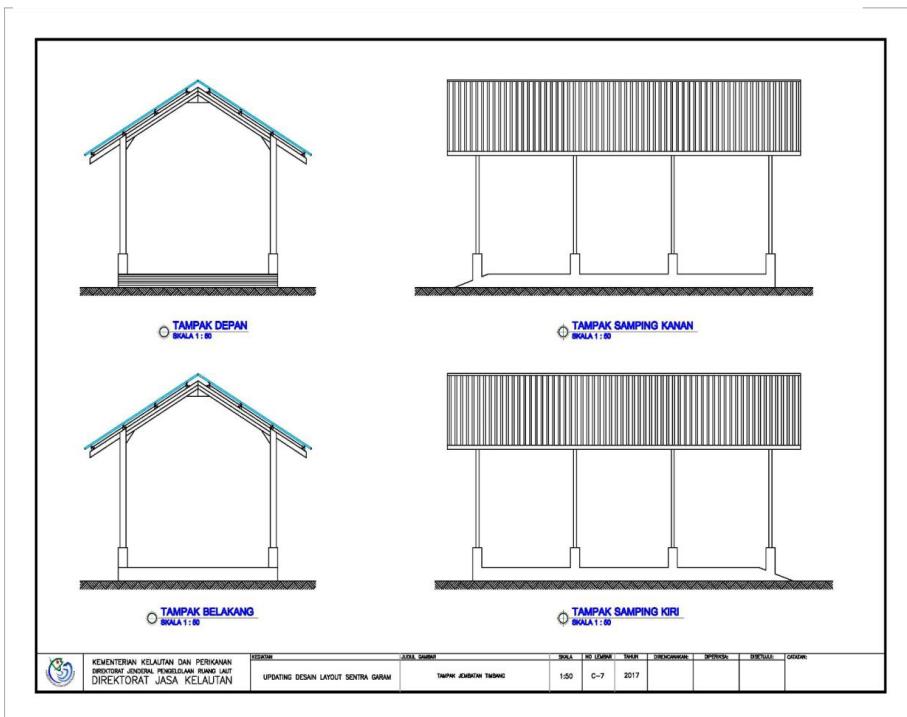 TAMPAK DEPAN
SKALA 1 : 50
TAMPAK SAMPING KANAN
SKALA 1 : 50
TAMPAK BELAKANG
SKALA 1 : 50
TAMPAK SAMPING KIRI
SKALA 1 : 50
KEMENTERIAN KELAUTAN DAN PERIKANAN
DIREKTORAT JENDERAL PENGELOLAAN RUANG LAUT
DIREKTORAT JASA KELAUTAN
KEGIATAN
UPDATING DESAIN LAYOUT SENTRA GARAM
JUDUL GAMBAR
TAMPAK JEMBATAN TIMBANG
SKALA
1:50
NO LEMBAR
C-7
TAHUN
2017
DIRENCANAKAN:
DIPERIKSA:
DISETUJUI:
CATATAN: